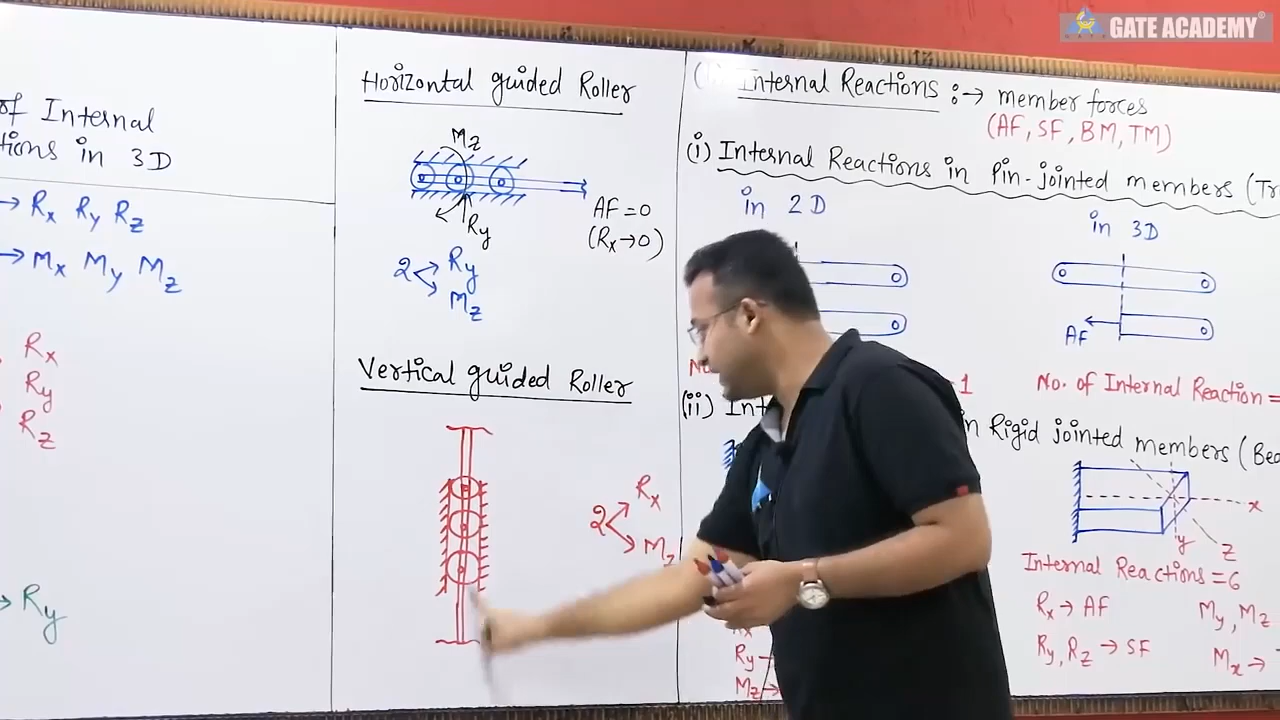 GATE ACADEMY
of Internal
tions in 3D
→ Rx Ry Rz
→ Mx My Mz
Rx
Ry
Rz
→ Ry
Horizontal guided Roller
Mz
Ry
AF=0
(Rx→0)
2 Ry
Mz
Vertical guided Roller
2 Rx
Mz
Internal Reactions :→ member forces
(AF, SF, BM, TM)
(i) Internal Reactions in Pin-jointed members (Tr
in 2D
in 3D
AF
=1
No. of Internal Reaction =
(ii) Int
n Rigid jointed members (Bea
x
y
z
Internal Reactions = 6
Rx → AF
My, Mz
Ry, Rz → SF
Mx →
Ry→
Mz→